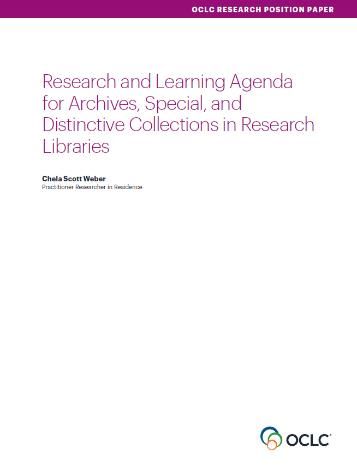 OCLC RESEARCH POSITION PAPER
Research and Learning Agenda
for Archives, Special, and
Distinctive Collections in Research
Libraries
Chela Scott Weber
Practitioner Researcher in Residence
OCLC